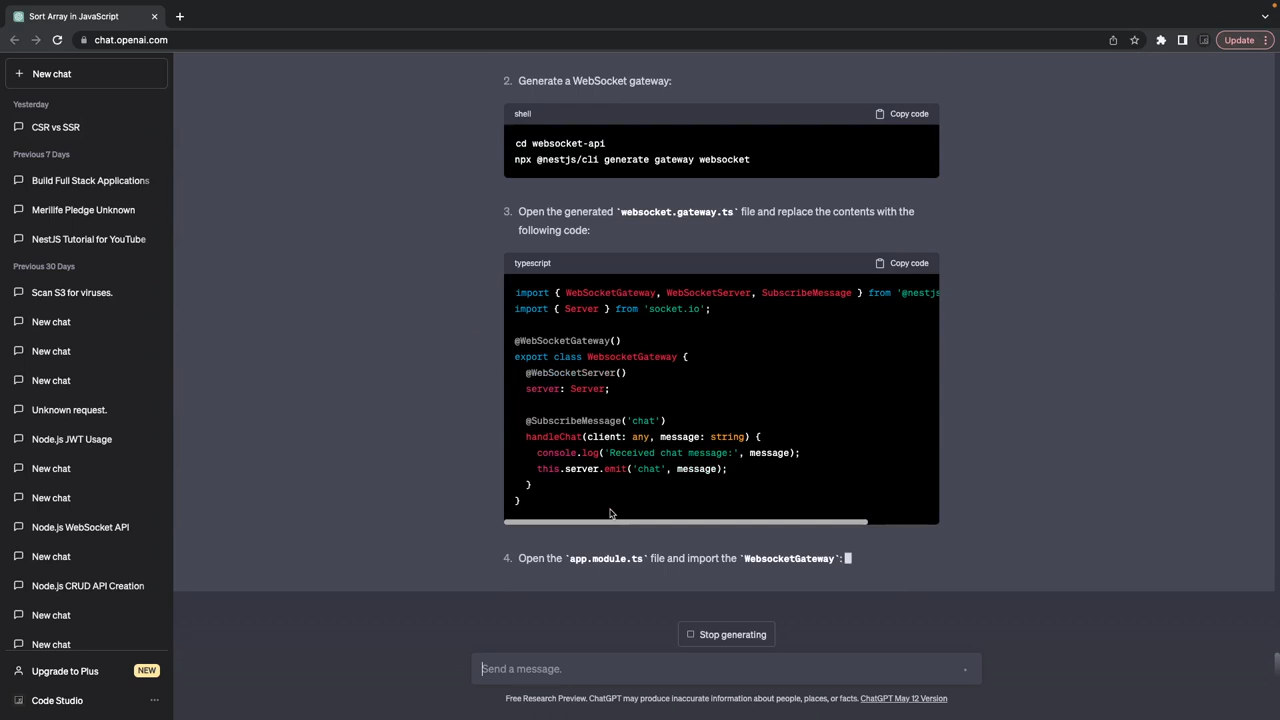 Sort Array in JavaScript
chat.openai.com
Update
New chat
Yesterday
CSR vs SSR
Previous 7 Days
Build Full Stack Applications
Merilife Pledge Unknown
NestJS Tutorial for YouTube
Previous 30 Days
Scan S3 for viruses.
New chat
New chat
New chat
Unknown request.
Node.js JWT Usage
New chat
New chat
Node.js WebSocket API
New chat
Node.js CRUD API Creation
New chat
New chat
Upgrade to Plus NEW
Code Studio
2. Generate a WebSocket gateway:
shell Copy code
cd websocket-api
npx @nestjs/cli generate gateway websocket
3. Open the generated `websocket.gateway.ts` file and replace the contents with the
following code:
typescript Copy code
import { WebSocketGateway, WebSocketServer, SubscribeMessage } from '@nestjs
import { Server } from 'socket.io';
@WebSocketGateway()
export class WebsocketGateway {
@WebSocketServer()
server: Server;
@SubscribeMessage('chat')
handleChat(client: any, message: string) {
console.log('Received chat message:', message);
this.server.emit('chat', message);
}
}
4. Open the `app.module.ts` file and import the `WebsocketGateway`:
Stop generating
Send a message.
Free Research Preview. ChatGPT may produce inaccurate information about people, places, or facts. ChatGPT May 12 Version